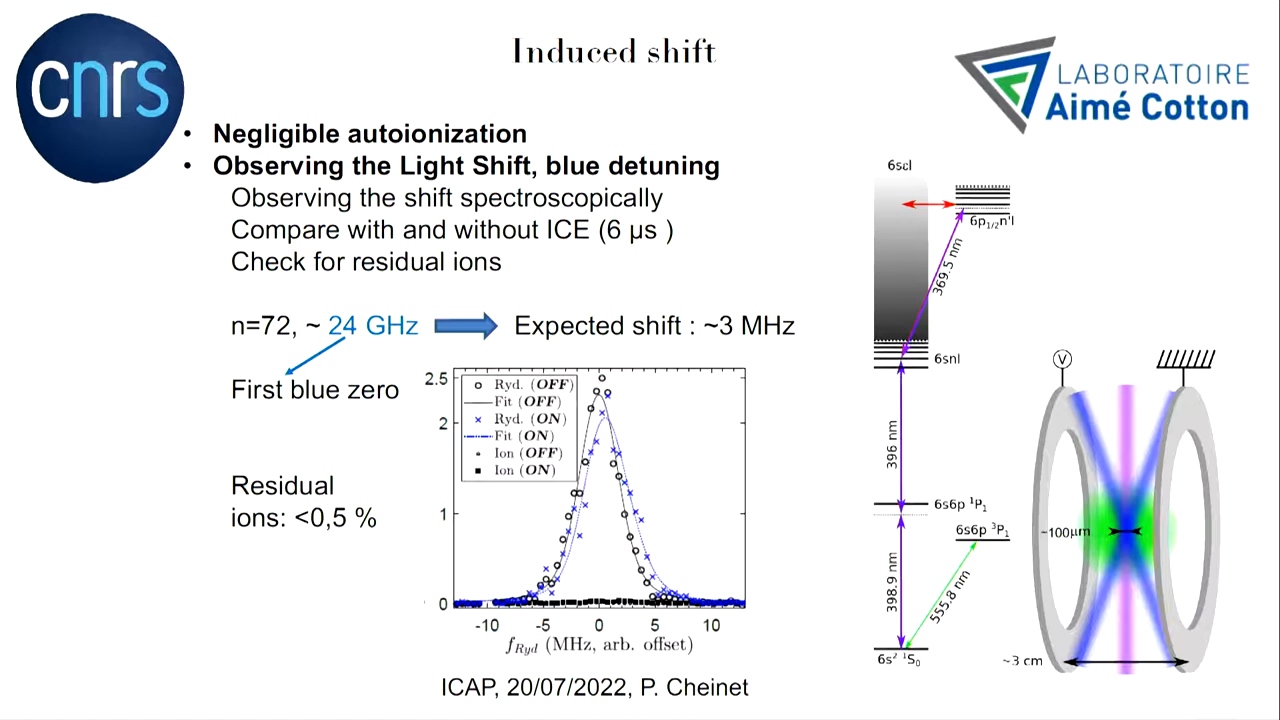 cnrs
Induced shift
LABORATOIRE
Aimé Cotton
• Negligible autoionization
• Observing the Light Shift, blue detuning
Observing the shift spectroscopically
Compare with and without ICE (6 µs )
Check for residual ions
n=72, ~ 24 GHz
Expected shift : ~3 MHz
First blue zero
Residual
ions: <0,5 %
Ryd. (OFF)
Fit (OFF)
Ryd. (ON)
Fit (ON)
Ion (OFF)
Ion (ON)
2.5
2
1
0
-10 -5 0 5 10
f_Ryd (MHz, arb. offset)
6sεl
6p1/2n'l
369.5 nm
6snl
396 nm
6s6p ¹P₁
6s6p ³P₁
398.9 nm
555.8 nm
6s² ¹S₀
V
~100µm
~3 cm
ICAP, 20/07/2022, P. Cheinet